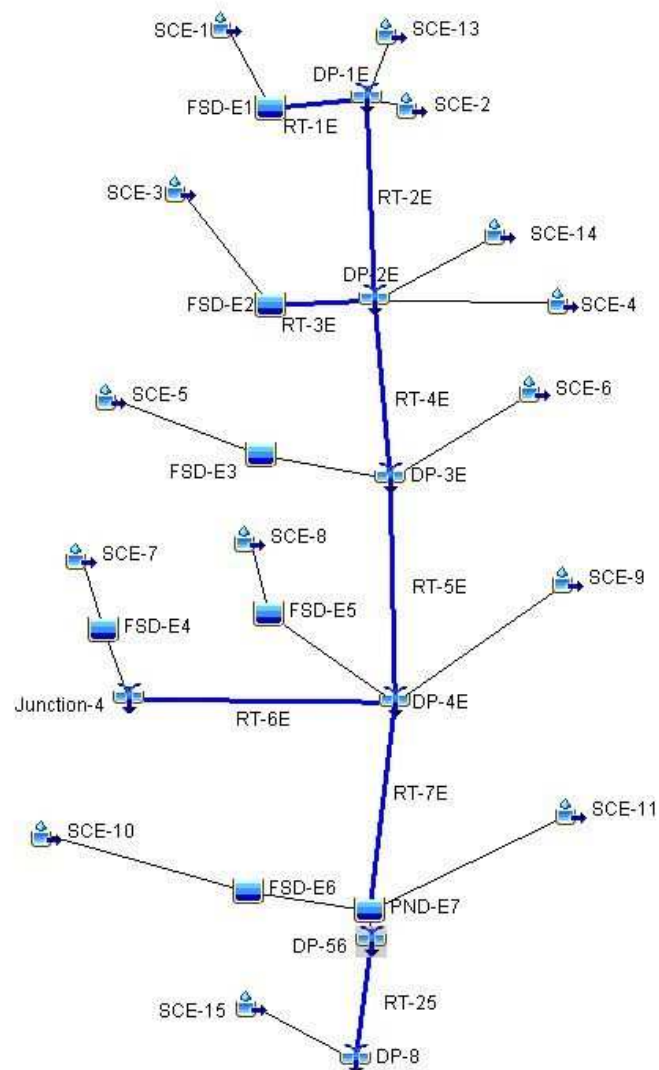 SCE-1
SCE-13
DP-1E
FSD-E1
SCE-2
RT-1E
SCE-3
RT-2E
SCE-14
DP-2E
FSD-E2
SCE-4
RT-3E
SCE-5
RT-4E
SCE-6
FSD-E3
DP-3E
SCE-7
SCE-8
RT-5E
SCE-9
FSD-E4
FSD-E5
Junction-4
DP-4E
RT-6E
RT-7E
SCE-10
SCE-11
FSD-E6
PND-E7
DP-56
SCE-15
RT-25
DP-8